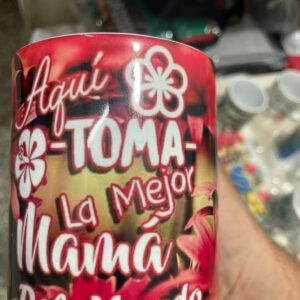 Aquí
-TOMA-
La Mejor
Mamá